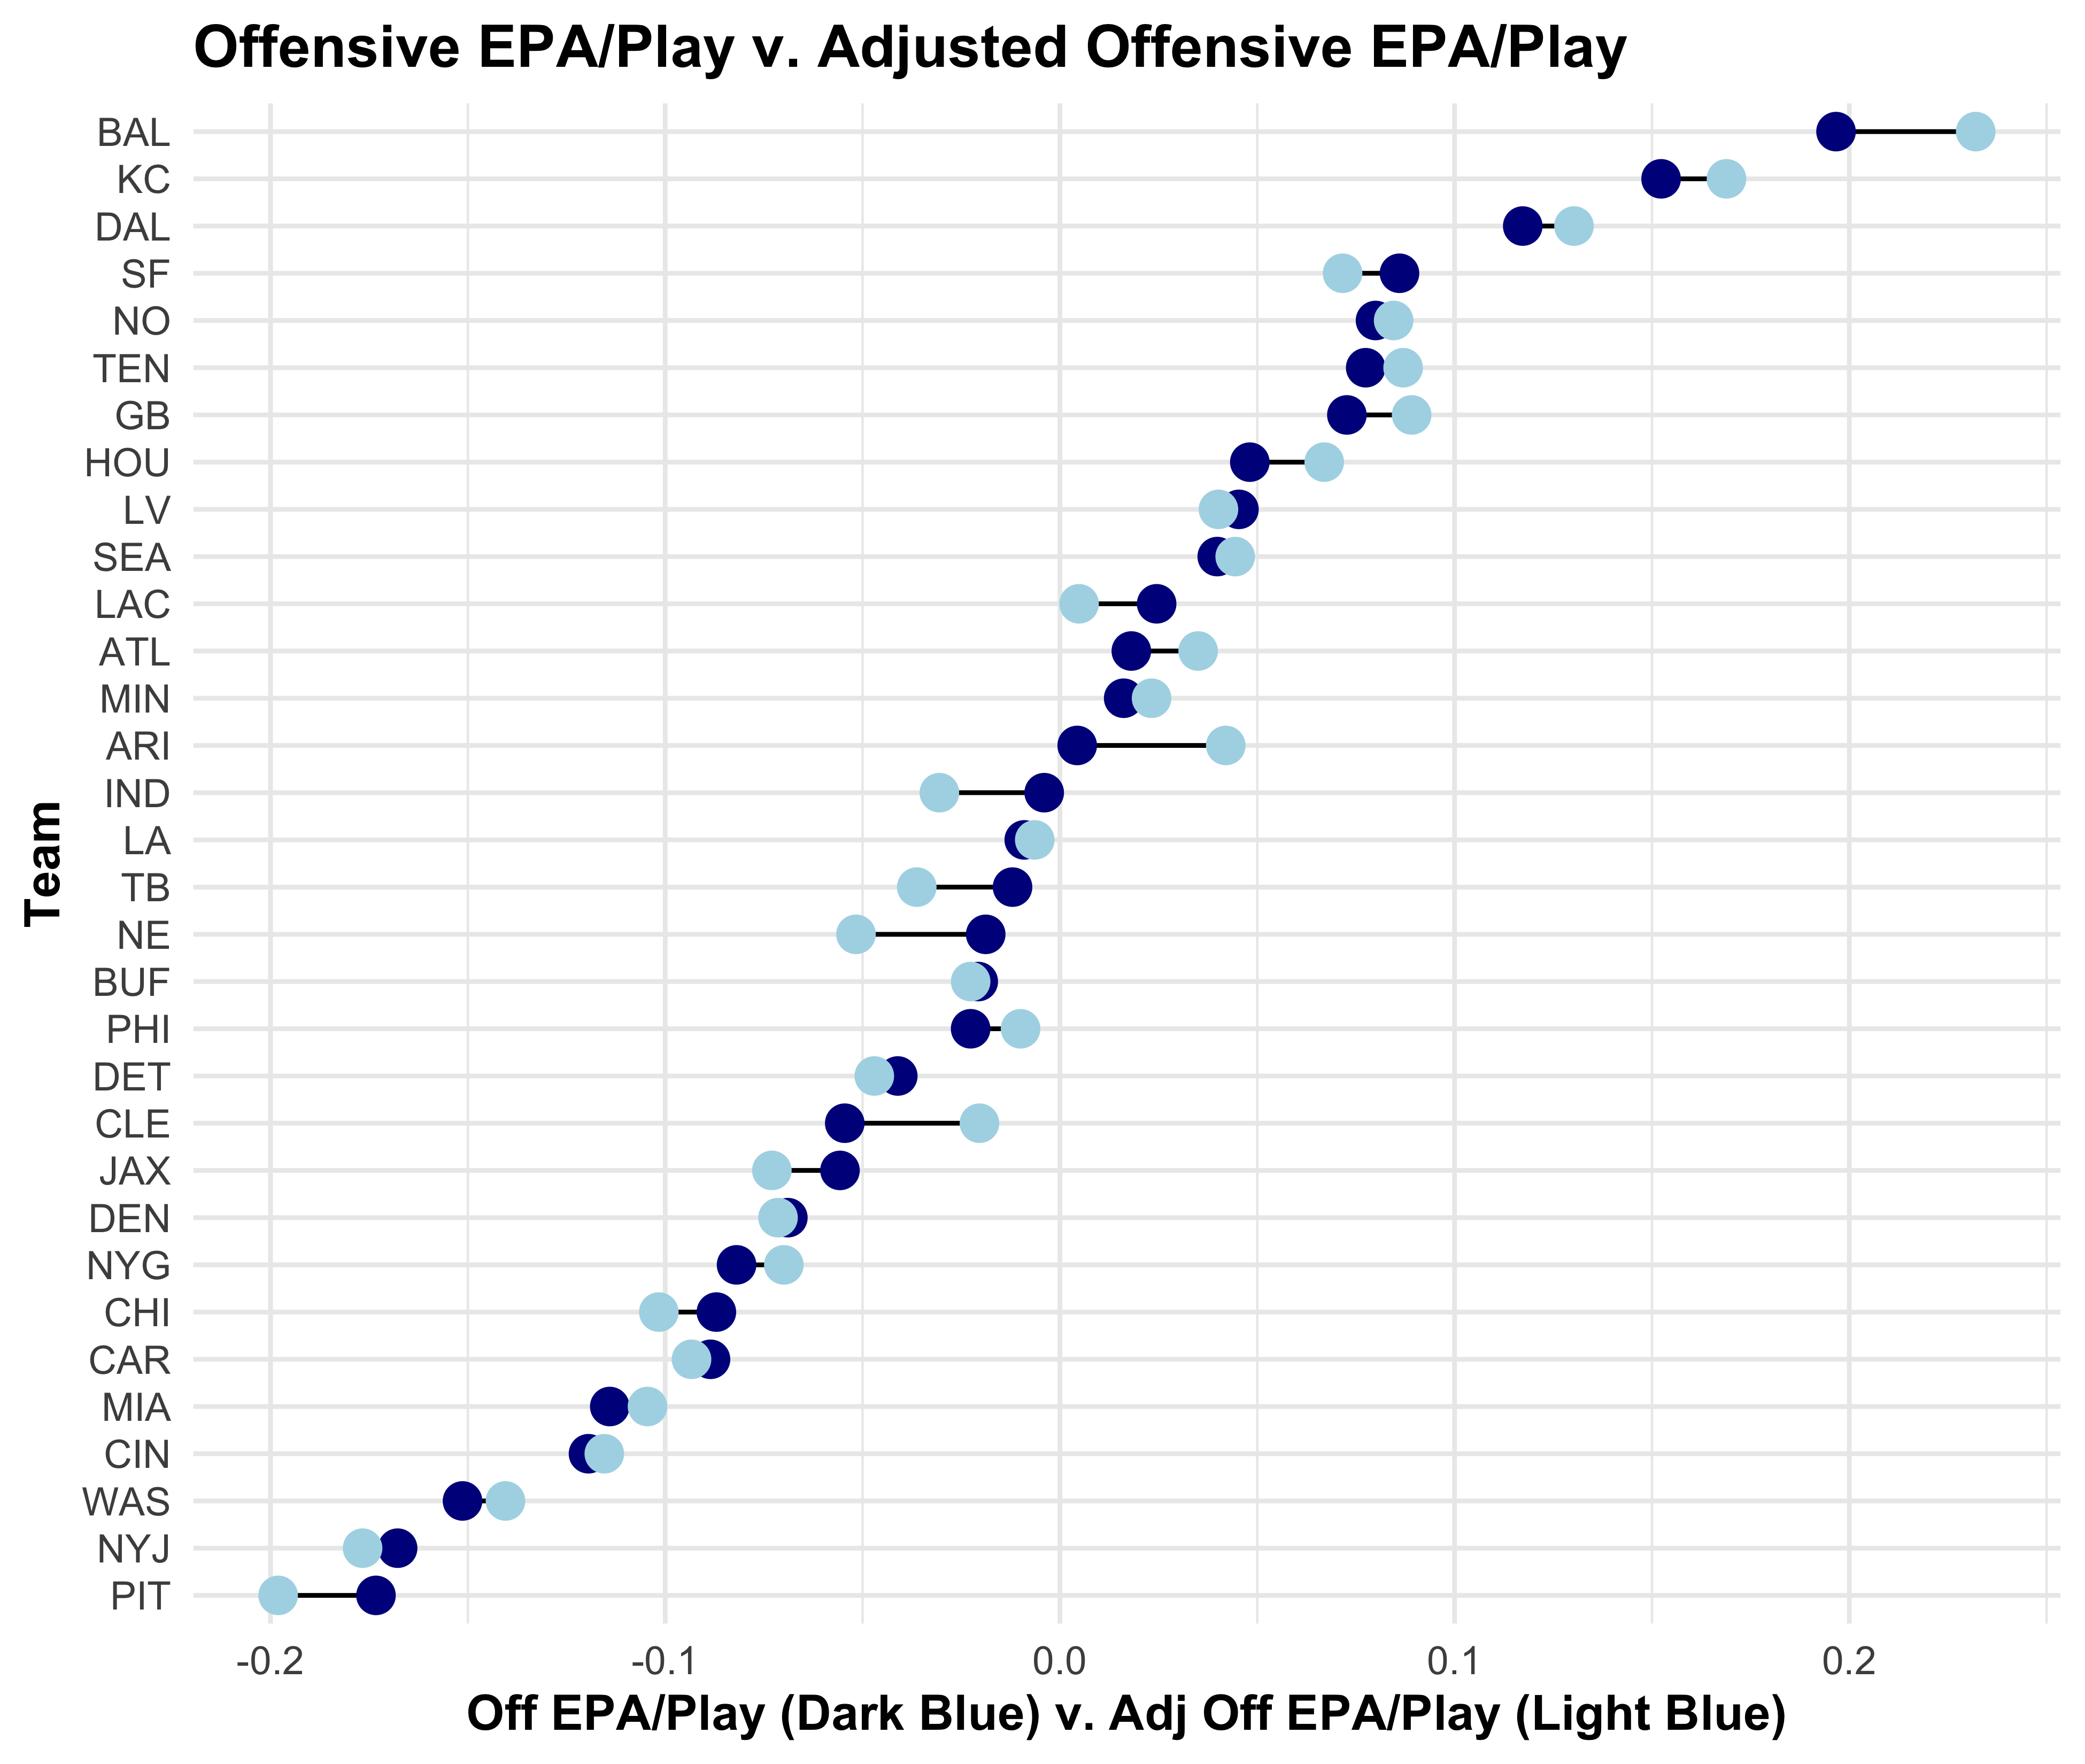 Offensive EPA/Play v. Adjusted Offensive EPA/Play
BAL
KC
DAL
SF
NO
TEN
GB
HOU
LV
SEA
LAC
ATL
MIN
ARI
IND
LA
TB
NE
BUF
PHI
DET
CLE
JAX
DEN
NYG
CHI
CAR
MIA
CIN
WAS
NYJ
PIT
Team
-0.2 -0.1 0.0 0.1 0.2
Off EPA/Play (Dark Blue) v. Adj Off EPA/Play (Light Blue)